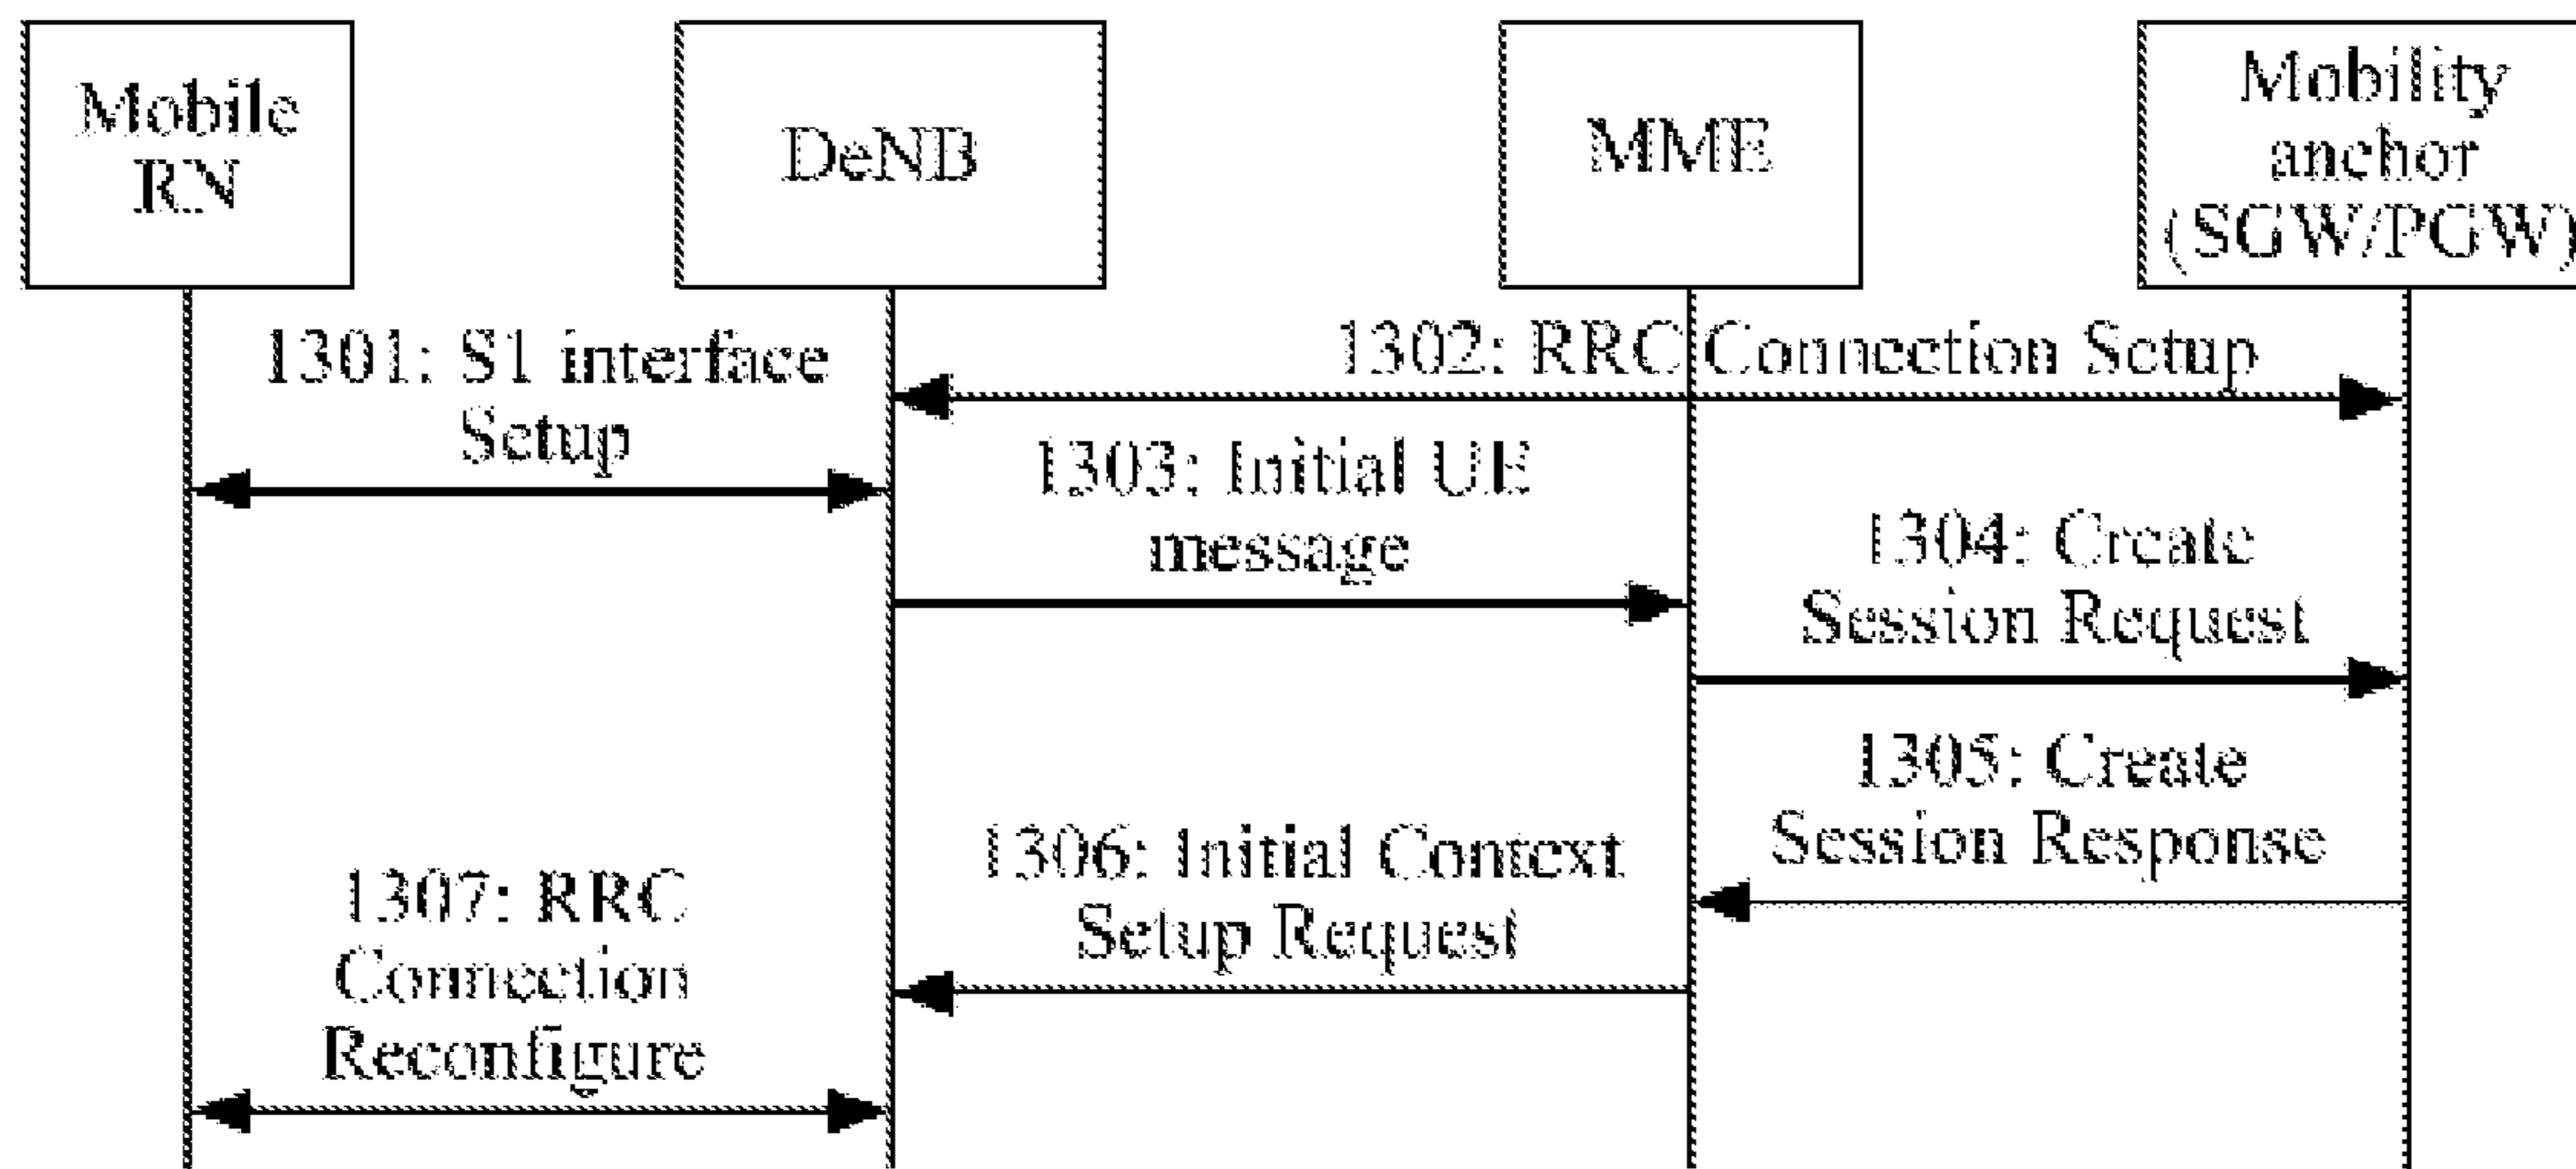 Mobile
RN
DeNB
MME
Mobility
anchor
(SGW/PGW)
1301: S1 interface
Setup
1302: RRC Connection Setup
1303: Initial UE
message
1304: Create
Session Request
1305: Create
Session Response
1306: Initial Context
Setup Request
1307: RRC
Connection
Reconfigure